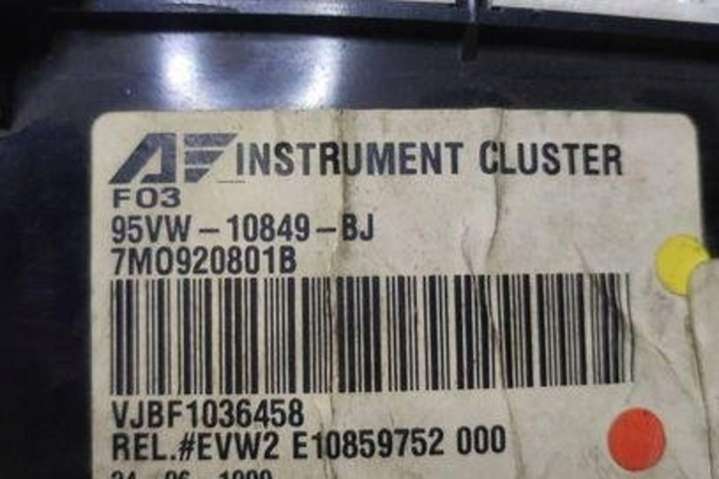 AF INSTRUMENT CLUSTER
F03
95VW-10849-BJ
7M0920801B
VJBF1036458
REL.#EVW2 E10859752 000